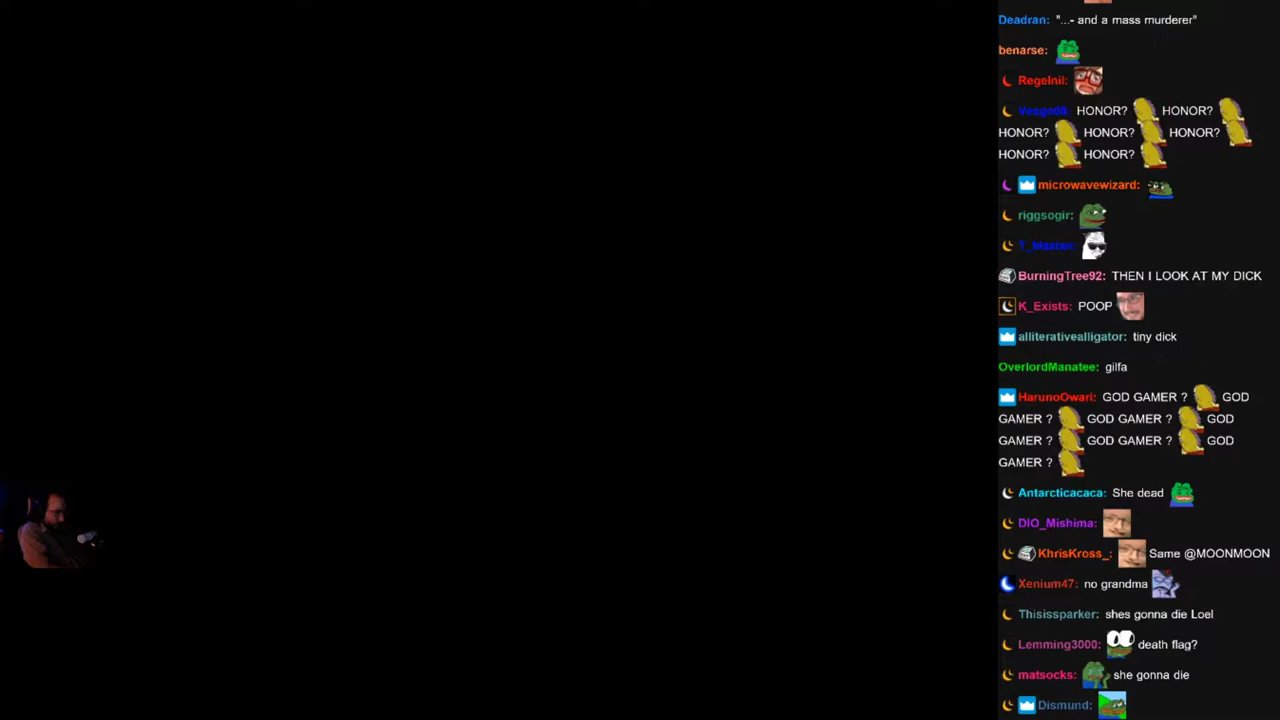 Deadran: "...- and a mass murderer"
benarse:
Regelnil:
Vesgo08: HONOR? HONOR?
HONOR? HONOR? HONOR?
HONOR? HONOR?
microwavewizard:
riggsogir:
BurningTree92: THEN I LOOK AT MY DICK
K_Exists: POOP
alliterativealligator: tiny dick
OverlordManatee: gilfa
HarunoOwari: GOD GAMER ? GOD
GAMER ? GOD GAMER ? GOD
GAMER ? GOD GAMER ? GOD
GAMER ?
Antarcticacaca: She dead
DIO_Mishima:
KhrisKross_: Same @MOONMOON
Xenium47: no grandma
Thisissparker: shes gonna die Loel
Lemming3000: death flag?
matsocks: she gonna die
Dismund: